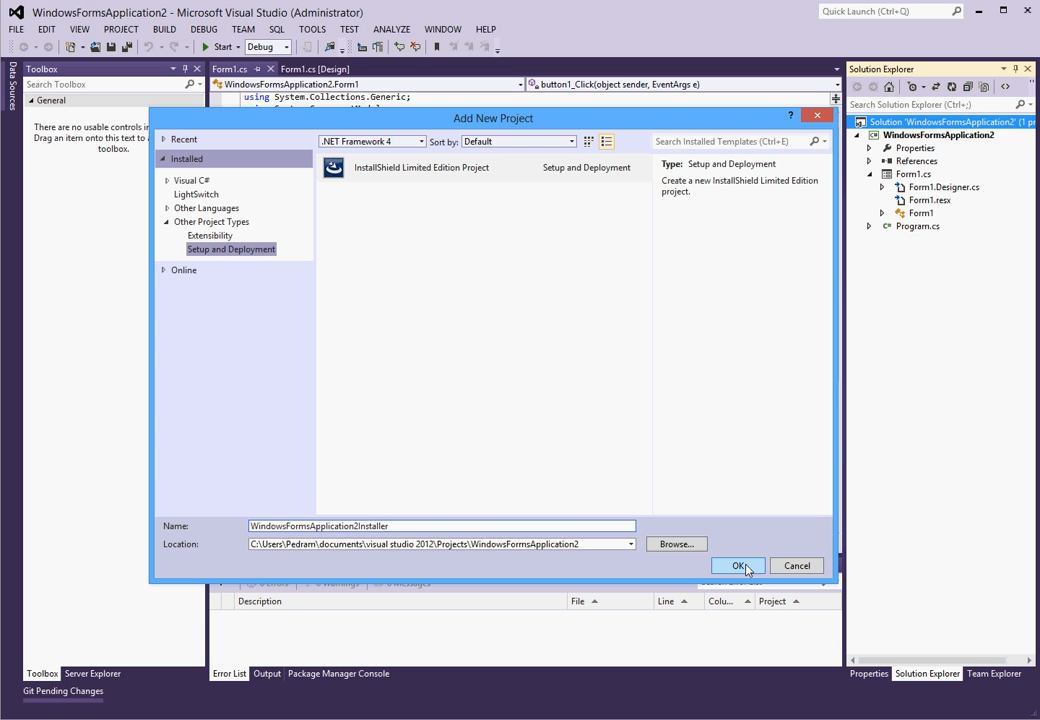 WindowsFormsApplication2 - Microsoft Visual Studio (Administrator)
Quick Launch (Ctrl+Q)
FILE EDIT VIEW PROJECT BUILD DEBUG TEAM SQL TOOLS TEST ANALYZE WINDOW HELP
Start Debug
Data Sources
Toolbox
Search Toolbox
General
There are no usable controls in
Drag an item onto this text to
toolbox.
Form1.cs Form1.cs [Design]
WindowsFormsApplication2.Form1 button1_Click(object sender, EventArgs e)
using System.Collections.Generic;
Add New Project
Recent
Installed
Visual C#
LightSwitch
Other Languages
Other Project Types
Extensibility
Setup and Deployment
Online
.NET Framework 4 Sort by: Default
Search Installed Templates (Ctrl+E)
InstallShield Limited Edition Project Setup and Deployment
Type: Setup and Deployment
Create a new InstallShield Limited Edition
project.
Name: WindowsFormsApplication2Installer
Location: C:\Users\Pedram\documents\visual studio 2012\Projects\WindowsFormsApplication2
Browse...
OK Cancel
Solution Explorer
Search Solution Explorer (Ctrl+;)
Solution 'WindowsFormsApplication2' (1 pr
WindowsFormsApplication2
Properties
References
Form1.cs
Form1.Designer.cs
Form1.resx
Form1
Program.cs
Description File Line Colu... Project
Toolbox Server Explorer
Error List Output Package Manager Console
Properties Solution Explorer Team Explorer
Git Pending Changes